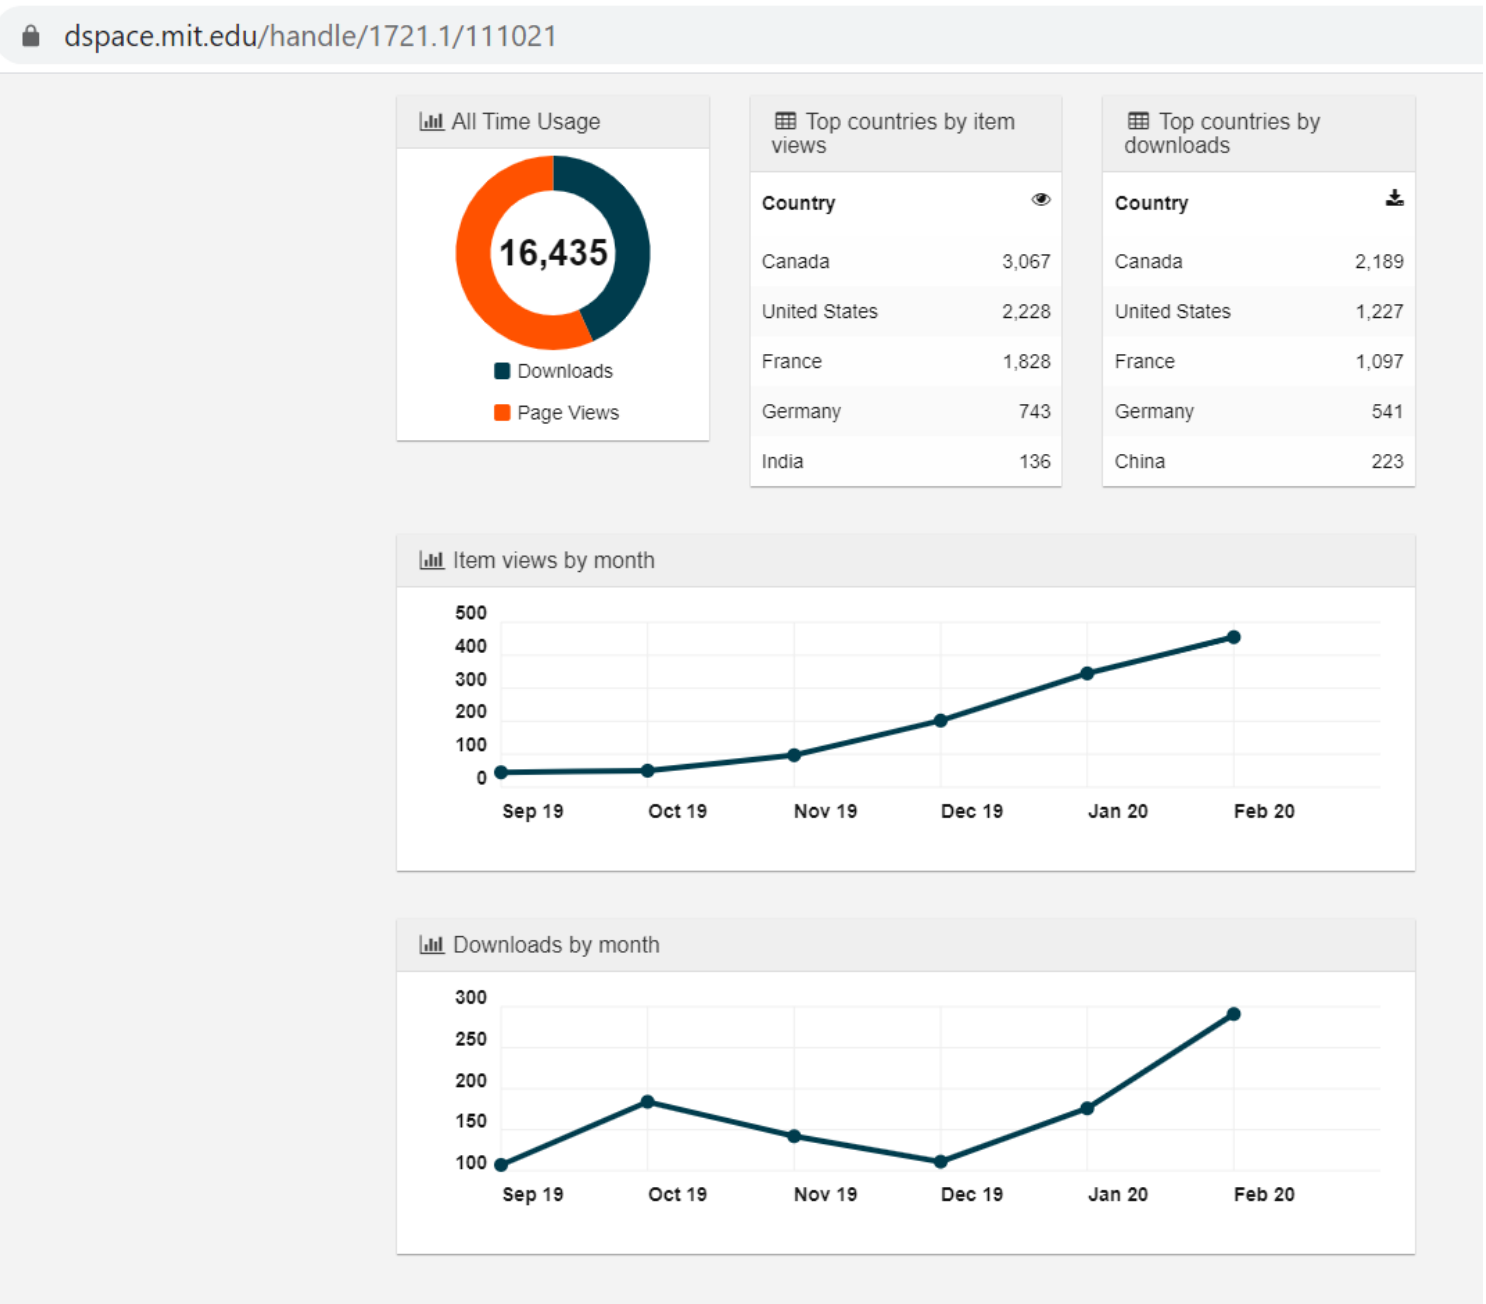 dspace.mit.edu/handle/1721.1/111021
All Time Usage
16,435
Downloads
Page Views
Top countries by item
views
Country
Canada 3,067
United States 2,228
France 1,828
Germany 743
India 136
Top countries by
downloads
Country
Canada 2,189
United States 1,227
France 1,097
Germany 541
China 223
Item views by month
500
400
300
200
100
0
Sep 19 Oct 19 Nov 19 Dec 19 Jan 20 Feb 20
Downloads by month
300
250
200
150
100
Sep 19 Oct 19 Nov 19 Dec 19 Jan 20 Feb 20